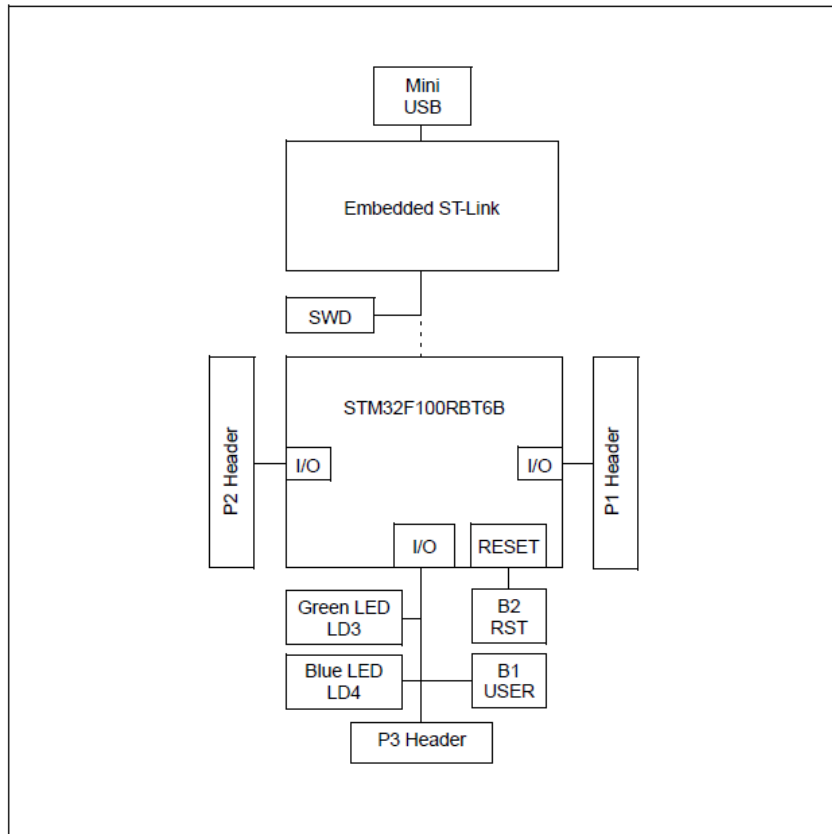 Mini
USB
Embedded ST-Link
SWD
STM32F100RBT6B
P2 Header
I/O
I/O
P1 Header
I/O
RESET
Green LED
LD3
B2
RST
Blue LED
LD4
B1
USER
P3 Header